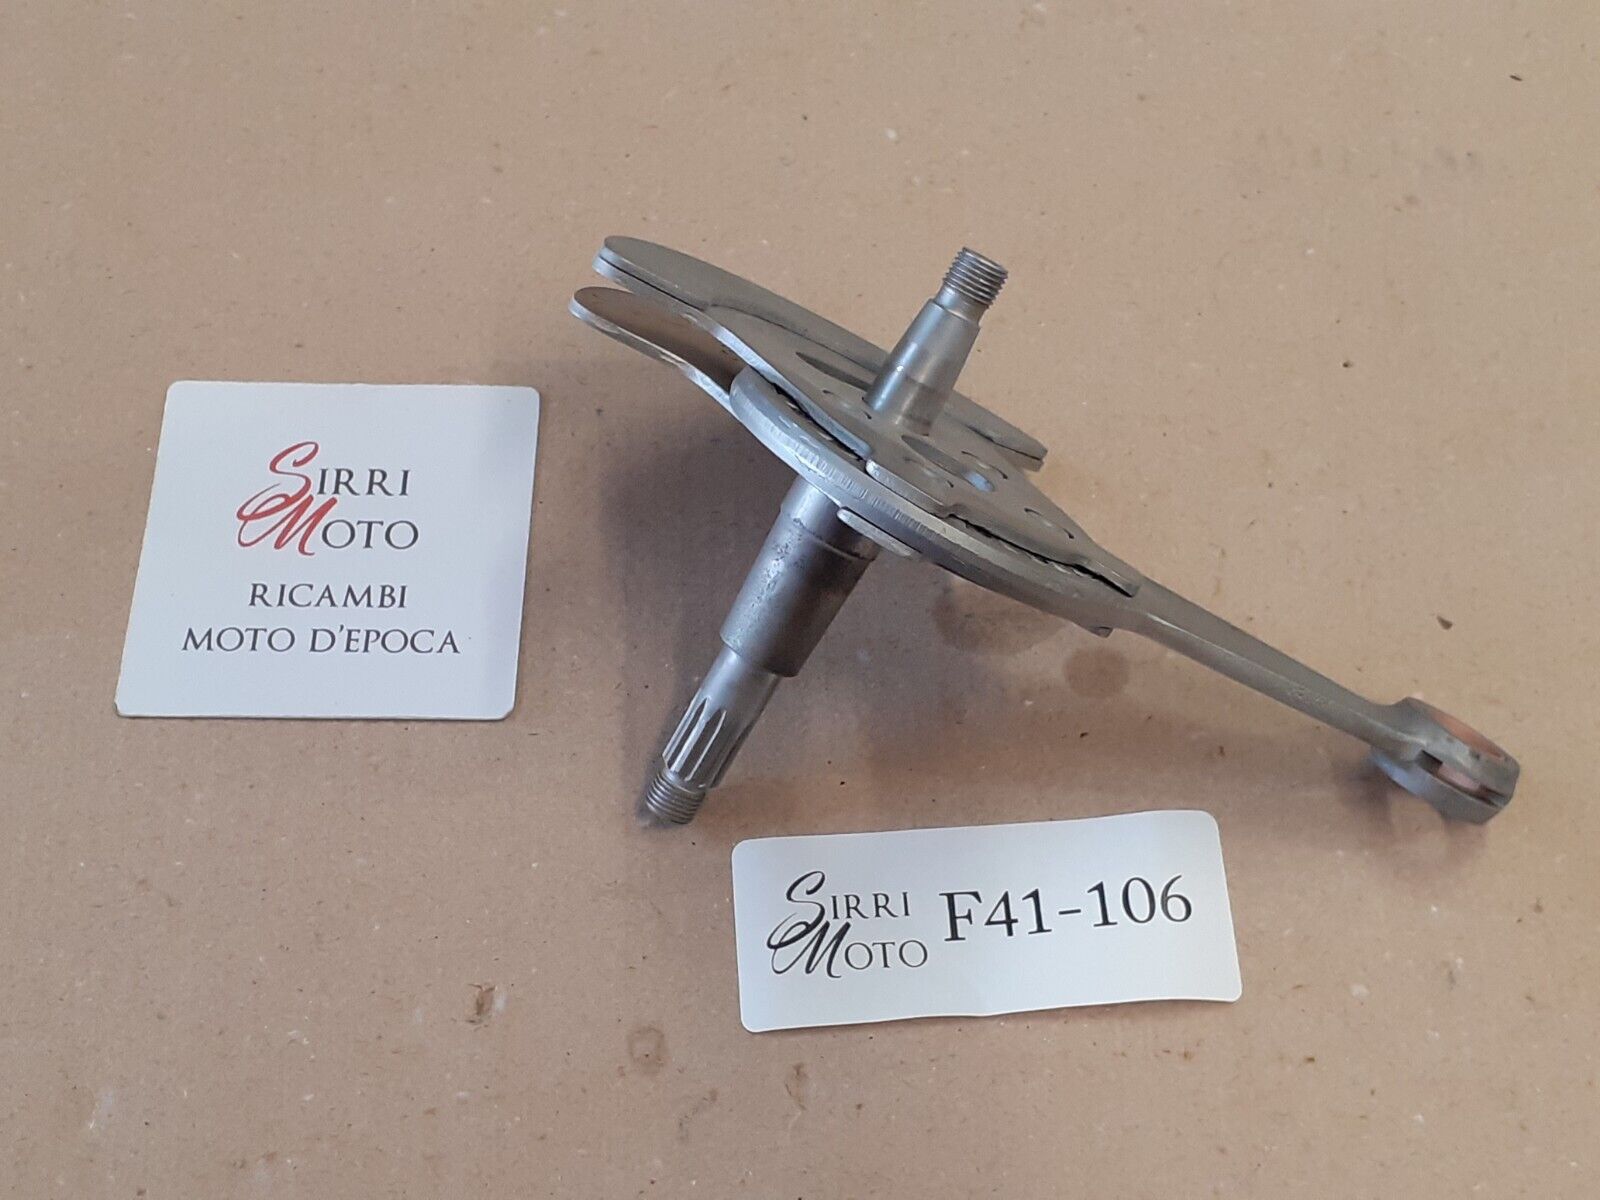 SIRRI
MOTO
RICAMBI
MOTO D'EPOCA
SIRRI
MOTO
F41-106